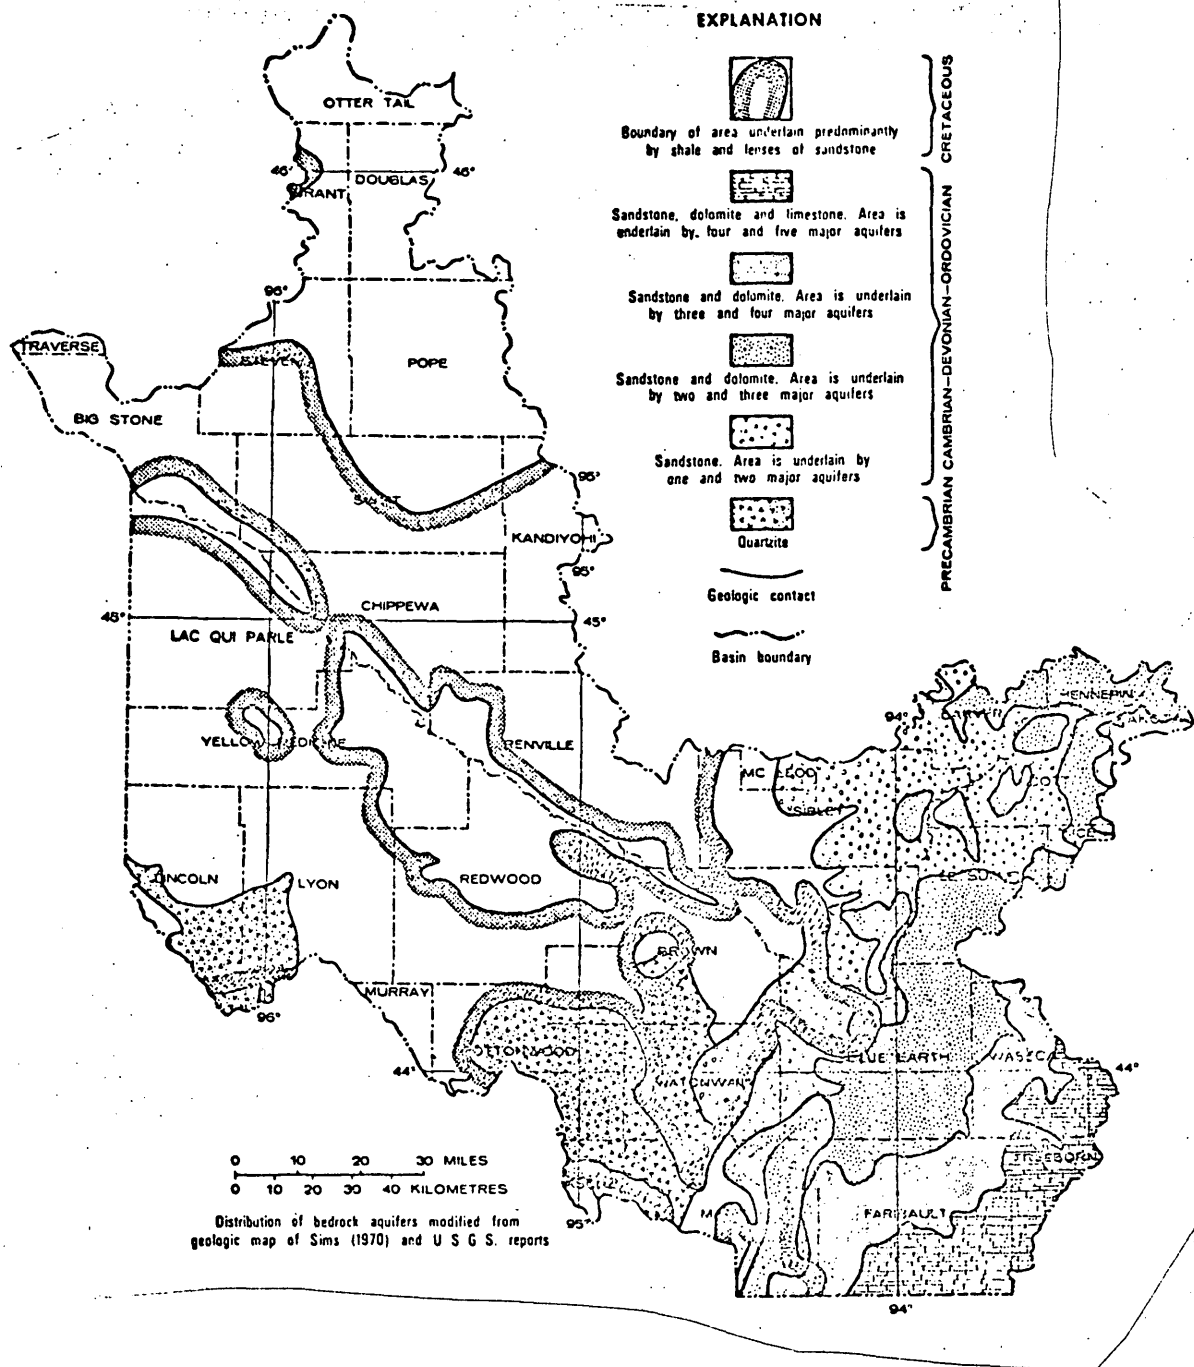 EXPLANATION
Boundary of area underlain predominantly
by shale and lenses of sandstone
CRETACEOUS
Sandstone, dolomite and limestone. Area is
enderlain by, four and five major aquifers
Sandstone and dolomite. Area is underlain
by three and four major aquifers
Sandstone and dolomite. Area is underlain
by two and three major aquifers
Sandstone. Area is underlain by
one and two major aquifers
CAMBRIAN-DEVONIAN-ORDOVICIAN
Quartzite
PRECAMBRIAN
Geologic contact
Basin boundary
OTTER TAIL
46°
DOUGLAS
46°
GRANT
96°
TRAVERSE
POPE
BIG STONE
95°
KANDIYOHI
95°
CHIPPEWA
45°
45°
LAC QUI PARLE
HENNEPIN
94°
YELLOW
RENVILLE
MC LEOD
SIBLEY
LINCOLN
LYON
REDWOOD
LE SUEUR
BROWN
MURRAY
96°
COTTONWOOD
BLUE EARTH
WASECA
44°
44°
WATONWAN
FREEBORN
FARIBAULT
95°
94°
0 10 20 30 MILES
0 10 20 30 40 KILOMETRES
Distribution of bedrock aquifers modified from
geologic map of Sims (1970) and U S G S. reports